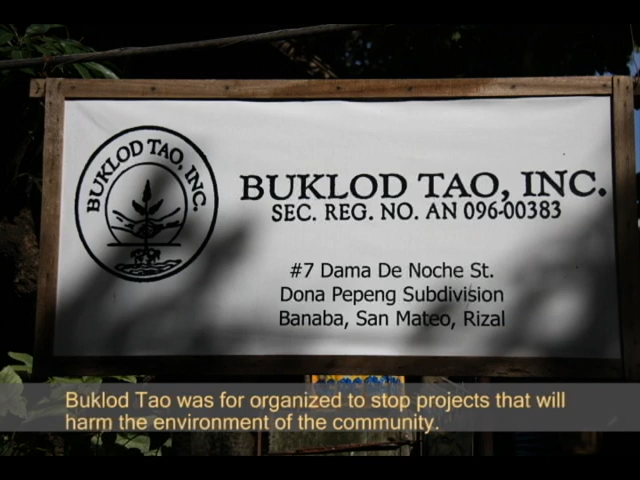 BUKLOD TAO, INC.
BUKLOD TAO, INC.
SEC. REG. NO. AN 096-00383
#7 Dama De Noche St.
Dona Pepeng Subdivision
Banaba, San Mateo, Rizal
Buklod Tao was for organized to stop projects that will
harm the environment of the community.